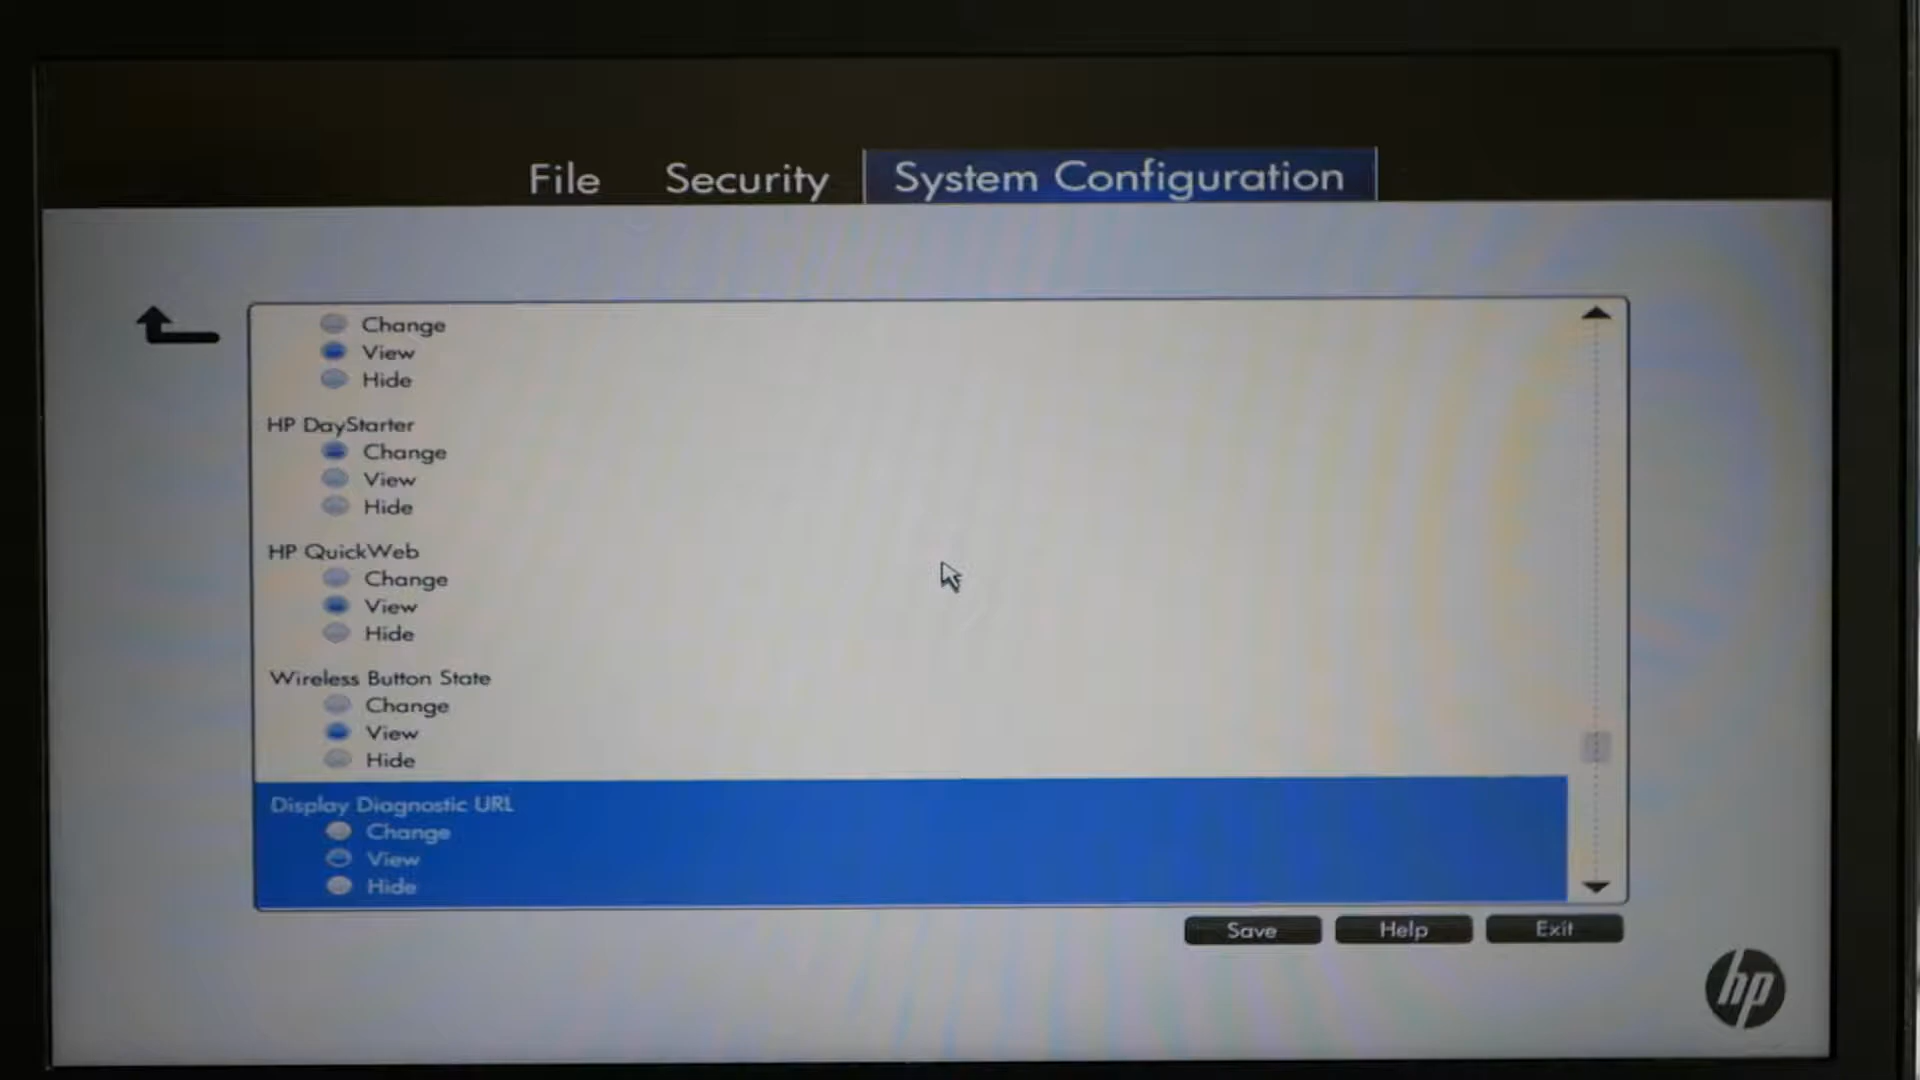 File Security System Configuration
Change
View
Hide
HP DayStarter
Change
View
Hide
HP QuickWeb
Change
View
Hide
Wireless Button State
Change
View
Hide
Display Diagnostic URL
Change
View
Hide
Save Help Exit
hp